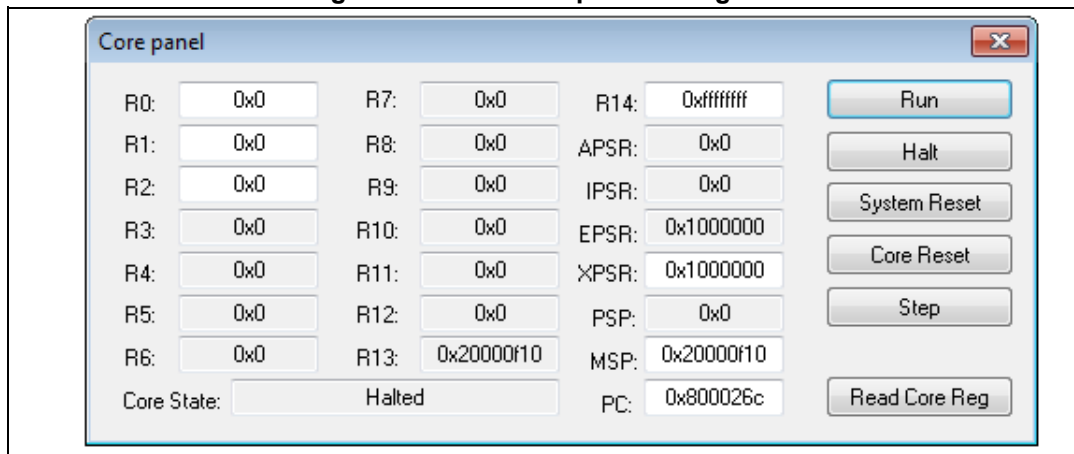 Core panel
R0: 0x0 R7: 0x0 R14: 0xffffffff Run
R1: 0x0 R8: 0x0 APSR: 0x0 Halt
R2: 0x0 R9: 0x0 IPSR: 0x0 System Reset
R3: 0x0 R10: 0x0 EPSR: 0x1000000
R4: 0x0 R11: 0x0 XPSR: 0x1000000 Core Reset
R5: 0x0 R12: 0x0 PSP: 0x0 Step
R6: 0x0 R13: 0x20000f10 MSP: 0x20000f10
Core State: Halted PC: 0x800026c Read Core Reg